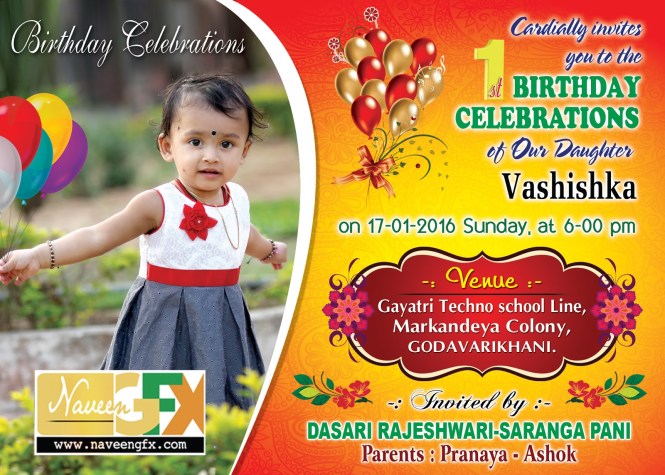 Birthday Celebrations
Cardially invites
you to the
1st BIRTHDAY
CELEBRATIONS
of Our Daughter
Vashishka
on 17-01-2016 Sunday, at 6-00 pm
-: Venue :-
Gayatri Techno school Line,
Markandeya Colony,
GODAVARIKHANI.
-: Invited by :-
DASARI RAJESHWARI-SARANGA PANI
Parents : Pranaya - Ashok
Naveen GFX
www.naveengfx.com